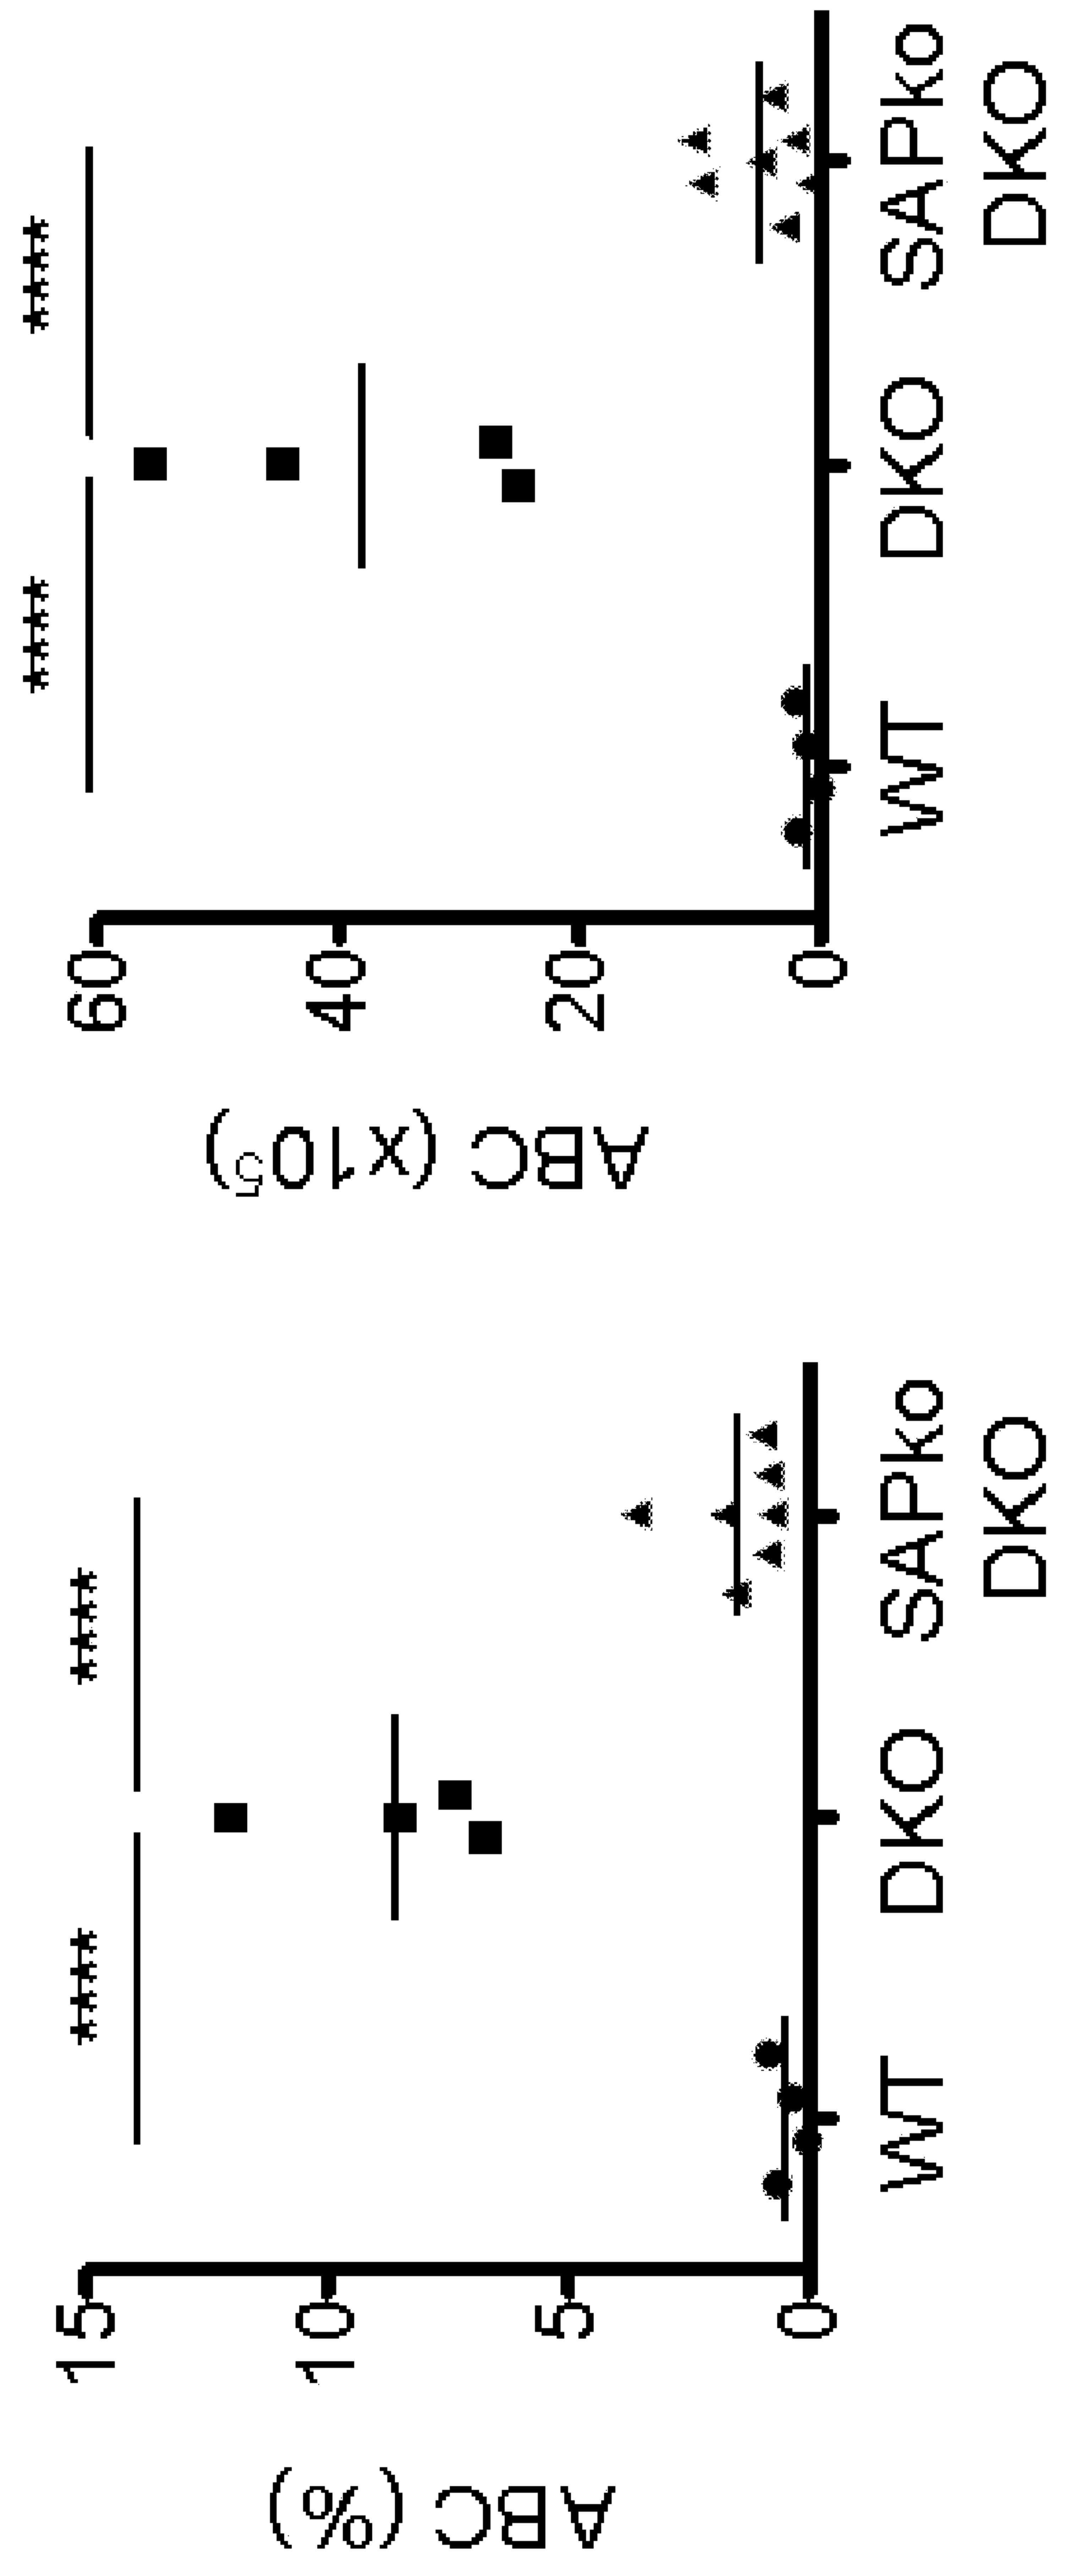 ABC (%)
15
10
5
0
****
****
WT
DKO
SAPko
DKO
ABC (x10⁵)
60
40
20
0
****
****
WT
DKO
SAPko
DKO